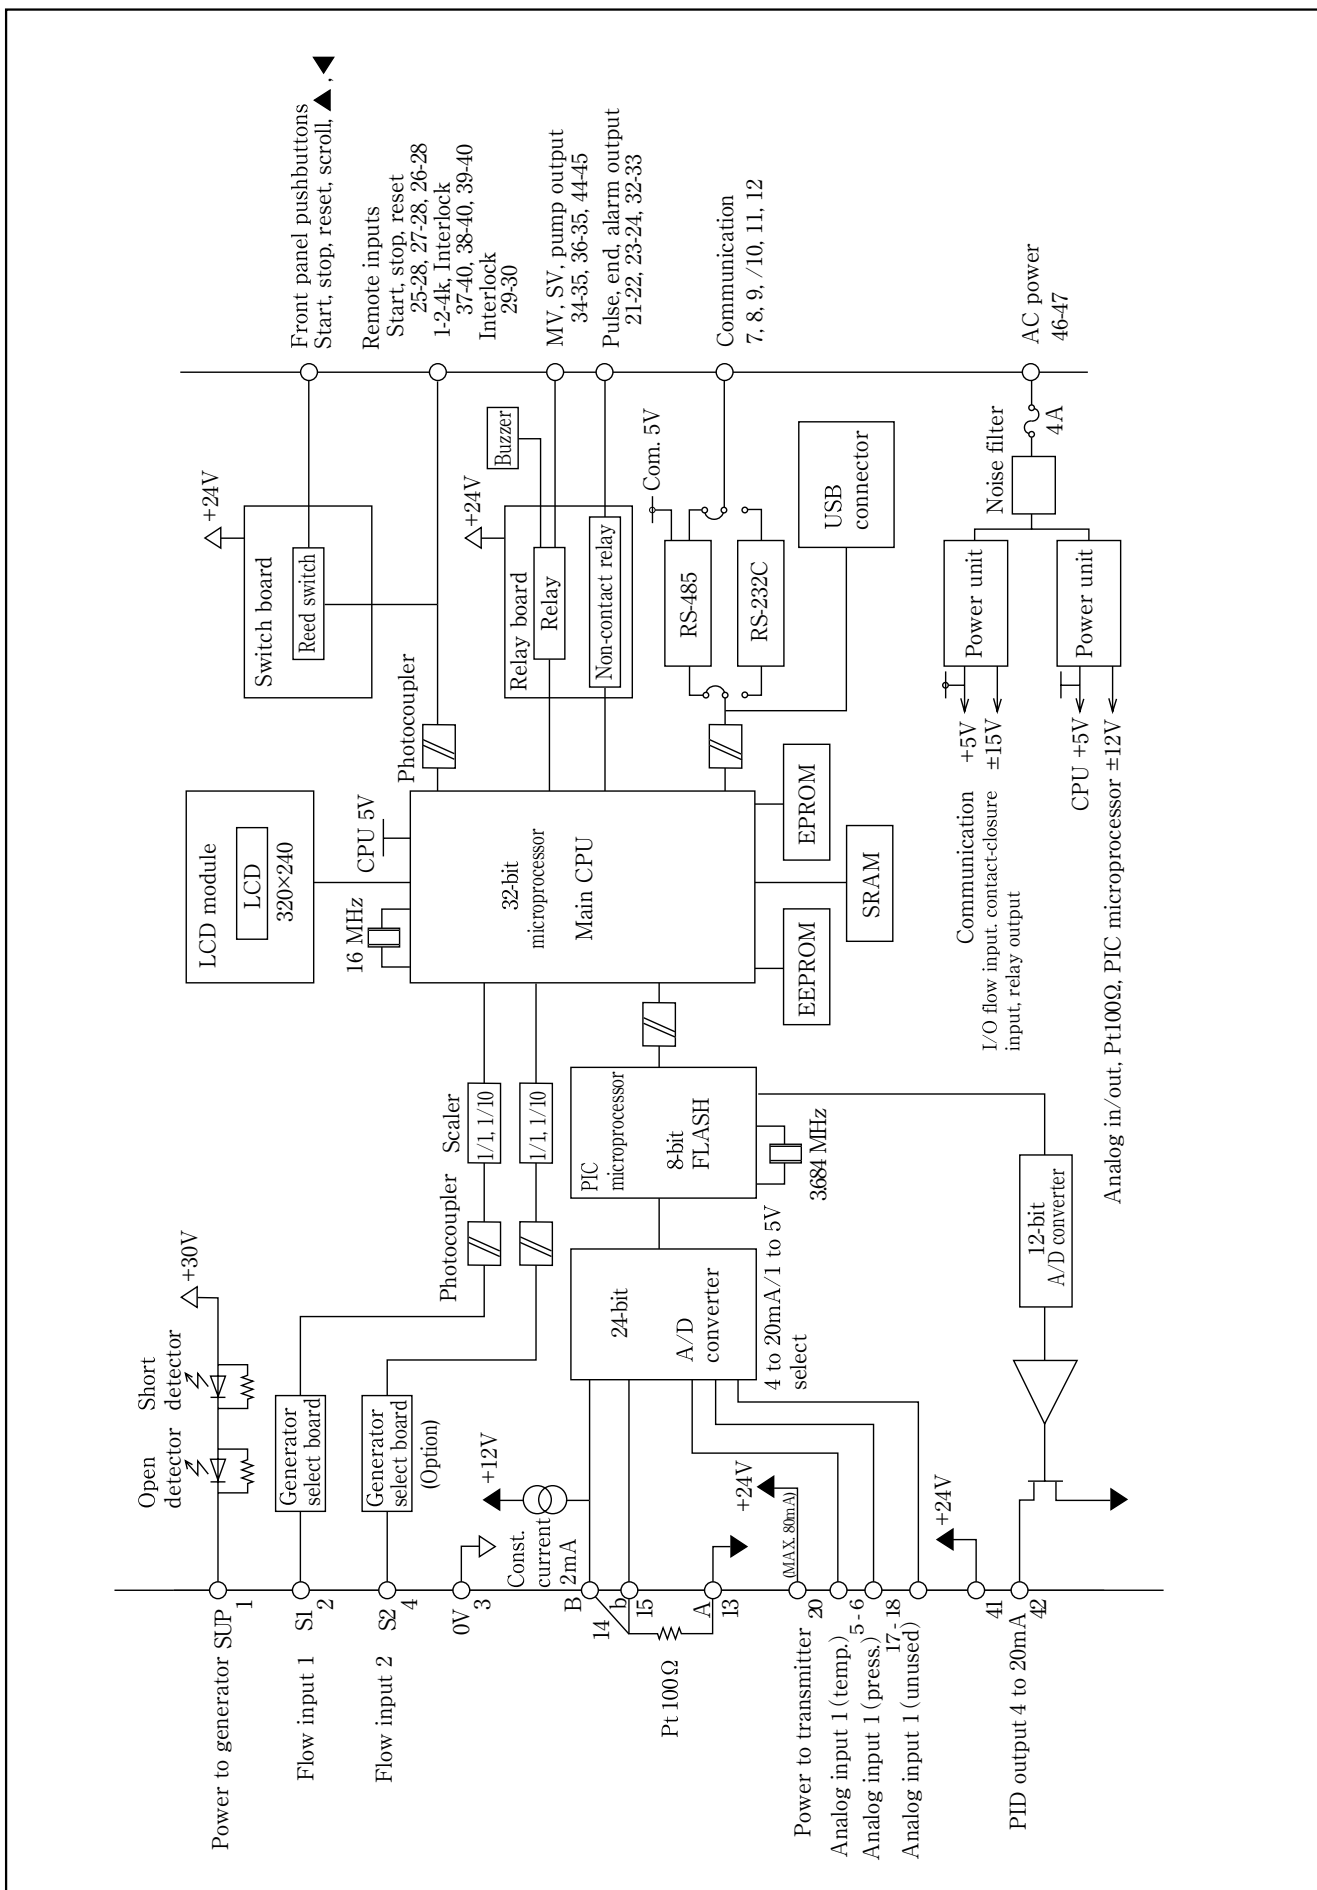 Power to generator SUP
1
Open
detector
Short
detector
+30V
Flow input 1
S1
2
Generator
select board
Flow input 2
S2
4
Generator
select board
(Option)
Photocoupler
Scaler
1/1, 1/10
1/1, 1/10
0V
3
Const.
current
2mA
+12V
B
14
b
15
A
13
Pt 100Ω
+24V
Power to transmitter
20
(MAX. 80mA)
Analog input 1 (temp.)
5 - 6
Analog input 1 (press.)
17 - 18
Analog input 1 (unused)
+24V
41
PID output 4 to 20mA
42
24-bit
A/D
converter
4 to 20mA/1 to 5V
select
PIC
microprocessor
8-bit
FLASH
3.684 MHz
12-bit
A/D converter
LCD module
LCD
320×240
16 MHz
CPU 5V
32-bit
microprocessor
Main CPU
EEPROM
SRAM
EPROM
Photocoupler
Switch board
Reed switch
+24V
Relay board
Relay
Non-contact relay
+24V
Buzzer
RS-485
RS-232C
Com. 5V
USB
connector
Front panel pushbuttons
Start, stop, reset, scroll, ▲, ▼
Remote inputs
Start, stop, reset
25-28, 27-28, 26-28
1-2-4k, Interlock
37-40, 38-40, 39-40
Interlock
29-30
MV, SV, pump output
34-35, 36-35, 44-45
Pulse, end, alarm output
21-22, 23-24, 32-33
Communication
7, 8, 9, /10, 11, 12
AC power
46-47
4A
Noise filter
Power unit
Power unit
Communication +5V
I/O flow input. contact-closure ±15V
input, relay output
CPU +5V
Analog in/out, Pt100Ω, PIC microprocessor ±12V